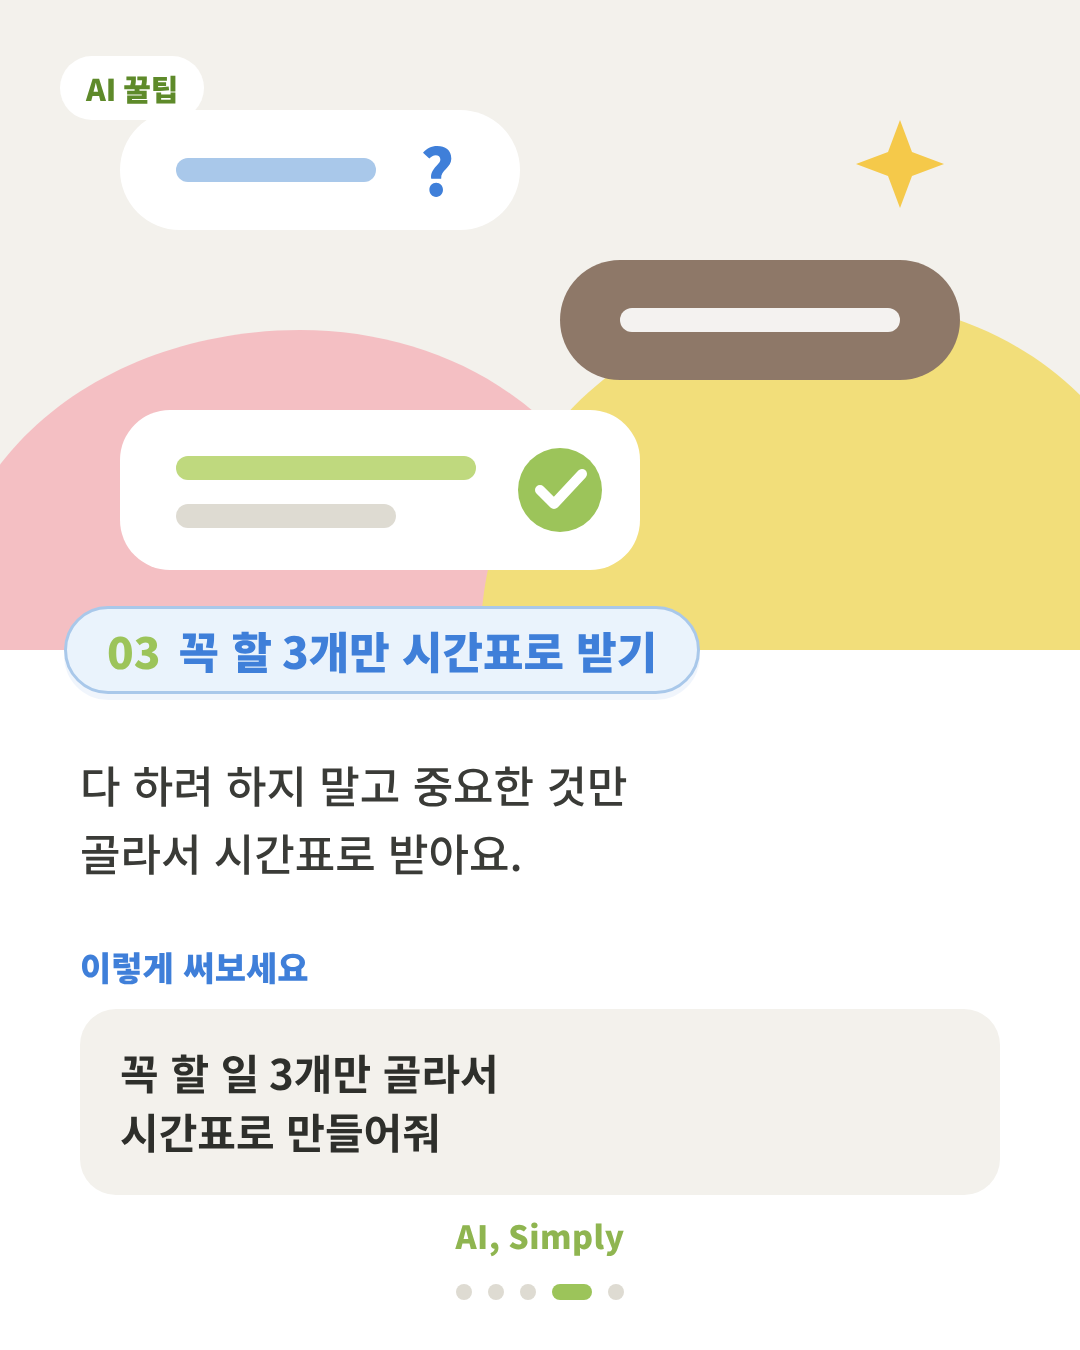 AI 꿀팁
?
03 꼭 할 3개만 시간표로 받기
다 하려 하지 말고 중요한 것만
골라서 시간표로 받아요.
이렇게 써보세요
꼭 할 일 3개만 골라서
시간표로 만들어줘
AI, Simply